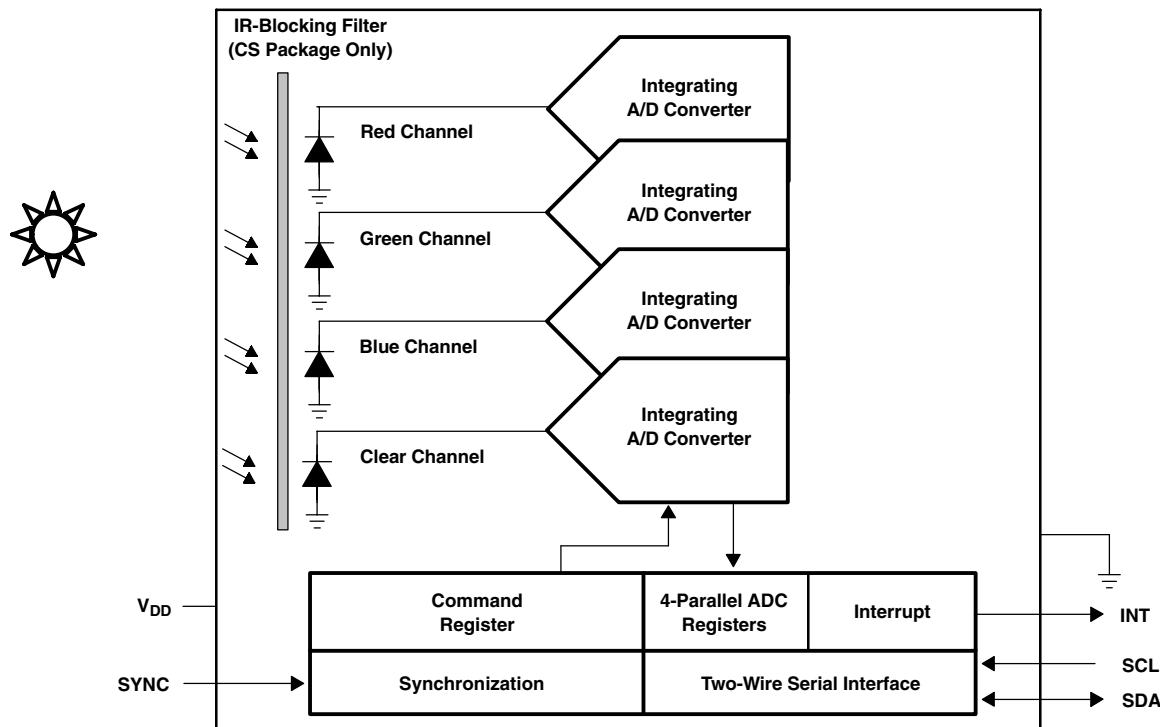 IR-Blocking Filter
(CS Package Only)
Integrating
A/D Converter
Red Channel
Integrating
A/D Converter
Green Channel
Integrating
A/D Converter
Blue Channel
Integrating
A/D Converter
Clear Channel
VDD
Command
Register
4-Parallel ADC
Registers
Interrupt
INT
SYNC
Synchronization
Two-Wire Serial Interface
SCL
SDA